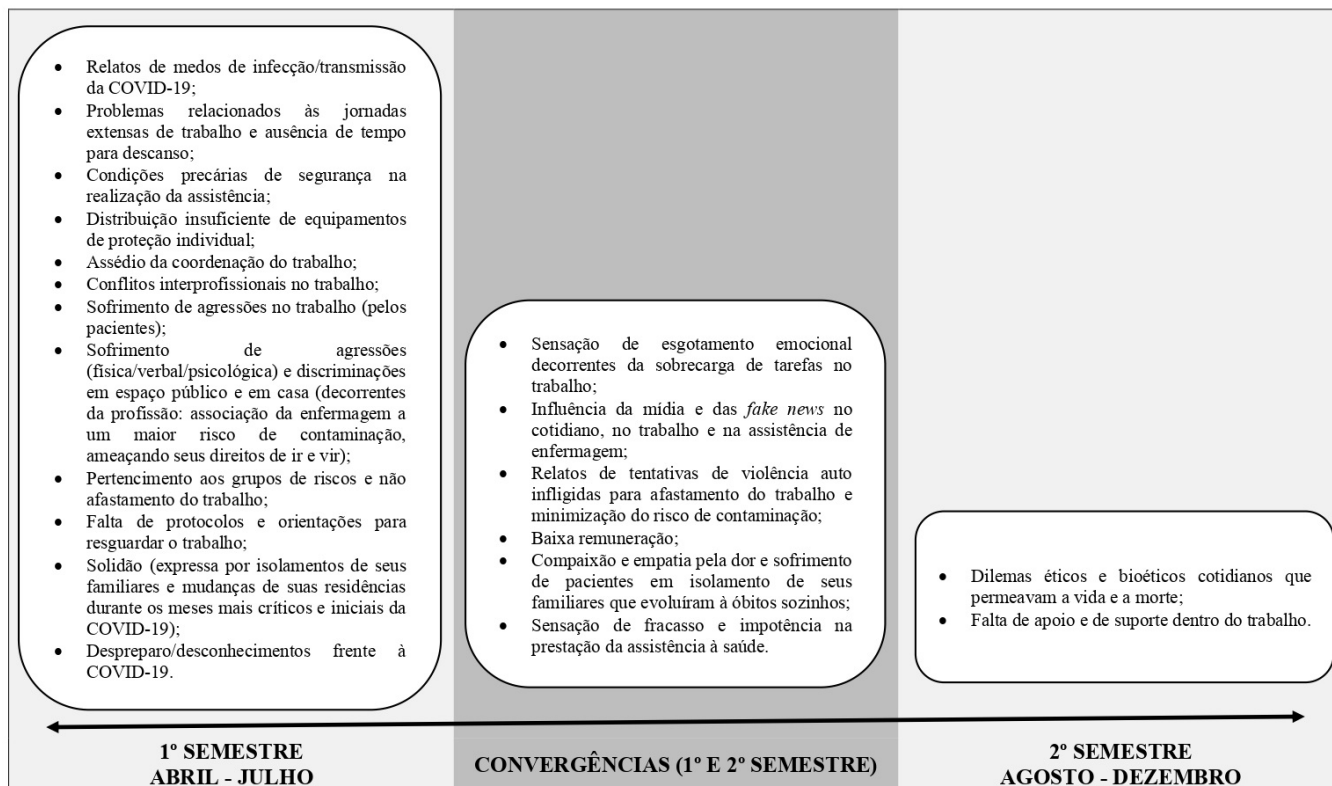 • Relatos de medos de infecção/transmissão
da COVID-19;
• Problemas relacionados às jornadas
extensas de trabalho e ausência de tempo
para descanso;
• Condições precárias de segurança na
realização da assistência;
• Distribuição insuficiente de equipamentos
de proteção individual;
• Assédio da coordenação do trabalho;
• Conflitos interprofissionais no trabalho;
• Sofrimento de agressões no trabalho (pelos
pacientes);
• Sofrimento de agressões
(física/verbal/psicológica) e discriminações
em espaço público e em casa (decorrentes
da profissão: associação da enfermagem a
um maior risco de contaminação,
ameaçando seus direitos de ir e vir);
• Pertencimento aos grupos de riscos e não
afastamento do trabalho;
• Falta de protocolos e orientações para
resguardar o trabalho;
• Solidão (expressa por isolamentos de seus
familiares e mudanças de suas residências
durante os meses mais críticos e iniciais da
COVID-19);
• Despreparo/desconhecimentos frente à
COVID-19.
• Sensação de esgotamento emocional
decorrentes da sobrecarga de tarefas no
trabalho;
• Influência da mídia e das fake news no
cotidiano, no trabalho e na assistência de
enfermagem;
• Relatos de tentativas de violência auto
infligidas para afastamento do trabalho e
minimização do risco de contaminação;
• Baixa remuneração;
• Compaixão e empatia pela dor e sofrimento
de pacientes em isolamento de seus
familiares que evoluíram à óbitos sozinhos;
• Sensação de fracasso e impotência na
prestação da assistência à saúde.
• Dilemas éticos e bioéticos cotidianos que
permeavam a vida e a morte;
• Falta de apoio e de suporte dentro do trabalho.
1º SEMESTRE
ABRIL - JULHO
CONVERGÊNCIAS (1º E 2º SEMESTRE)
2º SEMESTRE
AGOSTO - DEZEMBRO